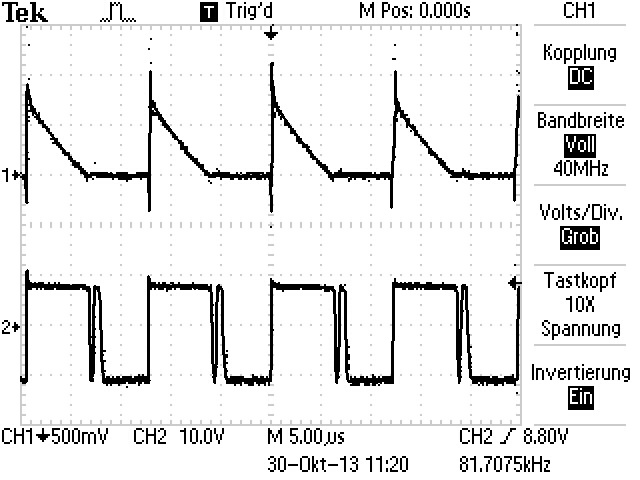 Tek T Trig'd M Pos: 0.000s CH1
Kopplung
DC
Bandbreite
Voll
40MHz
1
Volts/Div.
Grob
Tastkopf
10X
Spannung
2
Invertierung
Ein
CH1 500mV CH2 10.0V M 5.00µs CH2 8.80V
30-Okt-13 11:20 81.7075kHz